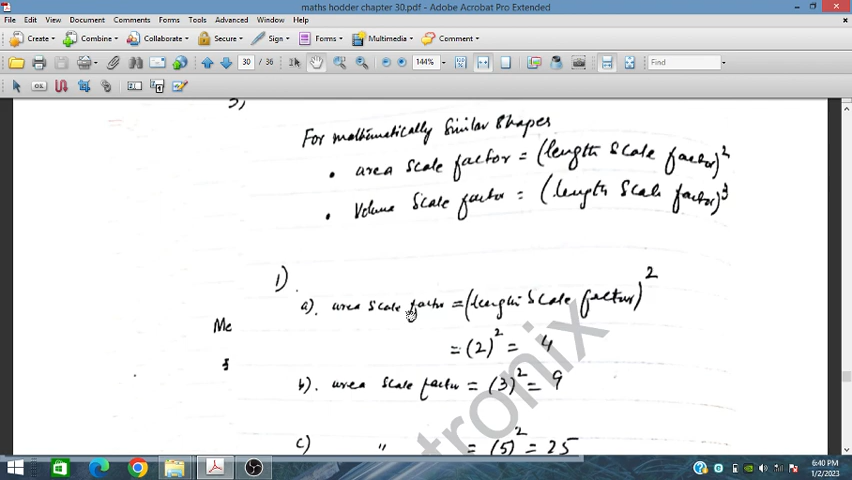 maths hodder chapter 30.pdf - Adobe Acrobat Pro Extended
File Edit View Document Comments Forms Tools Advanced Window Help
Create Combine Collaborate Secure Sign Forms Multimedia Comment
30 / 36 144% Find
3)
For mathematically Similar Shapes
• area Scale factor = (length Scale factor)²
• Volume Scale factor = (length Scale factor)³
1)
a). area Scale factor = (length Scale factor)²
Me
= (2)² = 4
b). area Scale factor = (3)² = 9
c) " = (5)² = 25
tronix
6:40 PM
1/2/2023